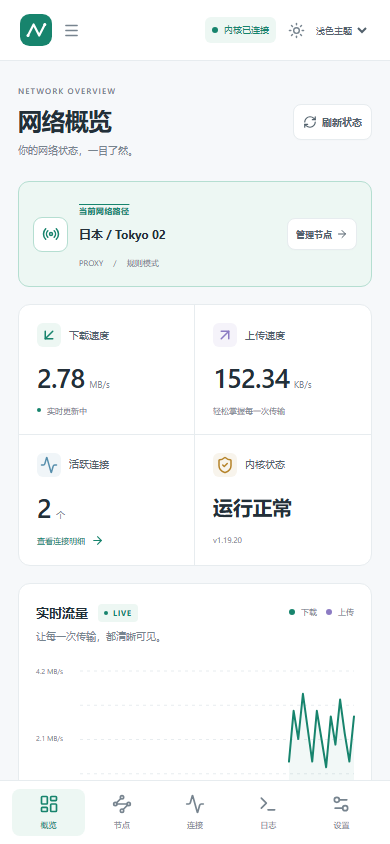 内核已连接
浅色主题
NETWORK OVERVIEW
网络概览
刷新状态
你的网络状态，一目了然。
当前网络路径
日本 / Tokyo 02
管理节点
PROXY / 规则模式
下载速度
2.78 MB/s
实时更新中
上传速度
152.34 KB/s
轻松掌握每一次传输
活跃连接
2 个
查看连接明细
内核状态
运行正常
v1.19.20
实时流量
LIVE
下载
上传
让每一次传输，都清晰可见。
4.2 MB/s
2.1 MB/s
概览
节点
连接
日志
设置